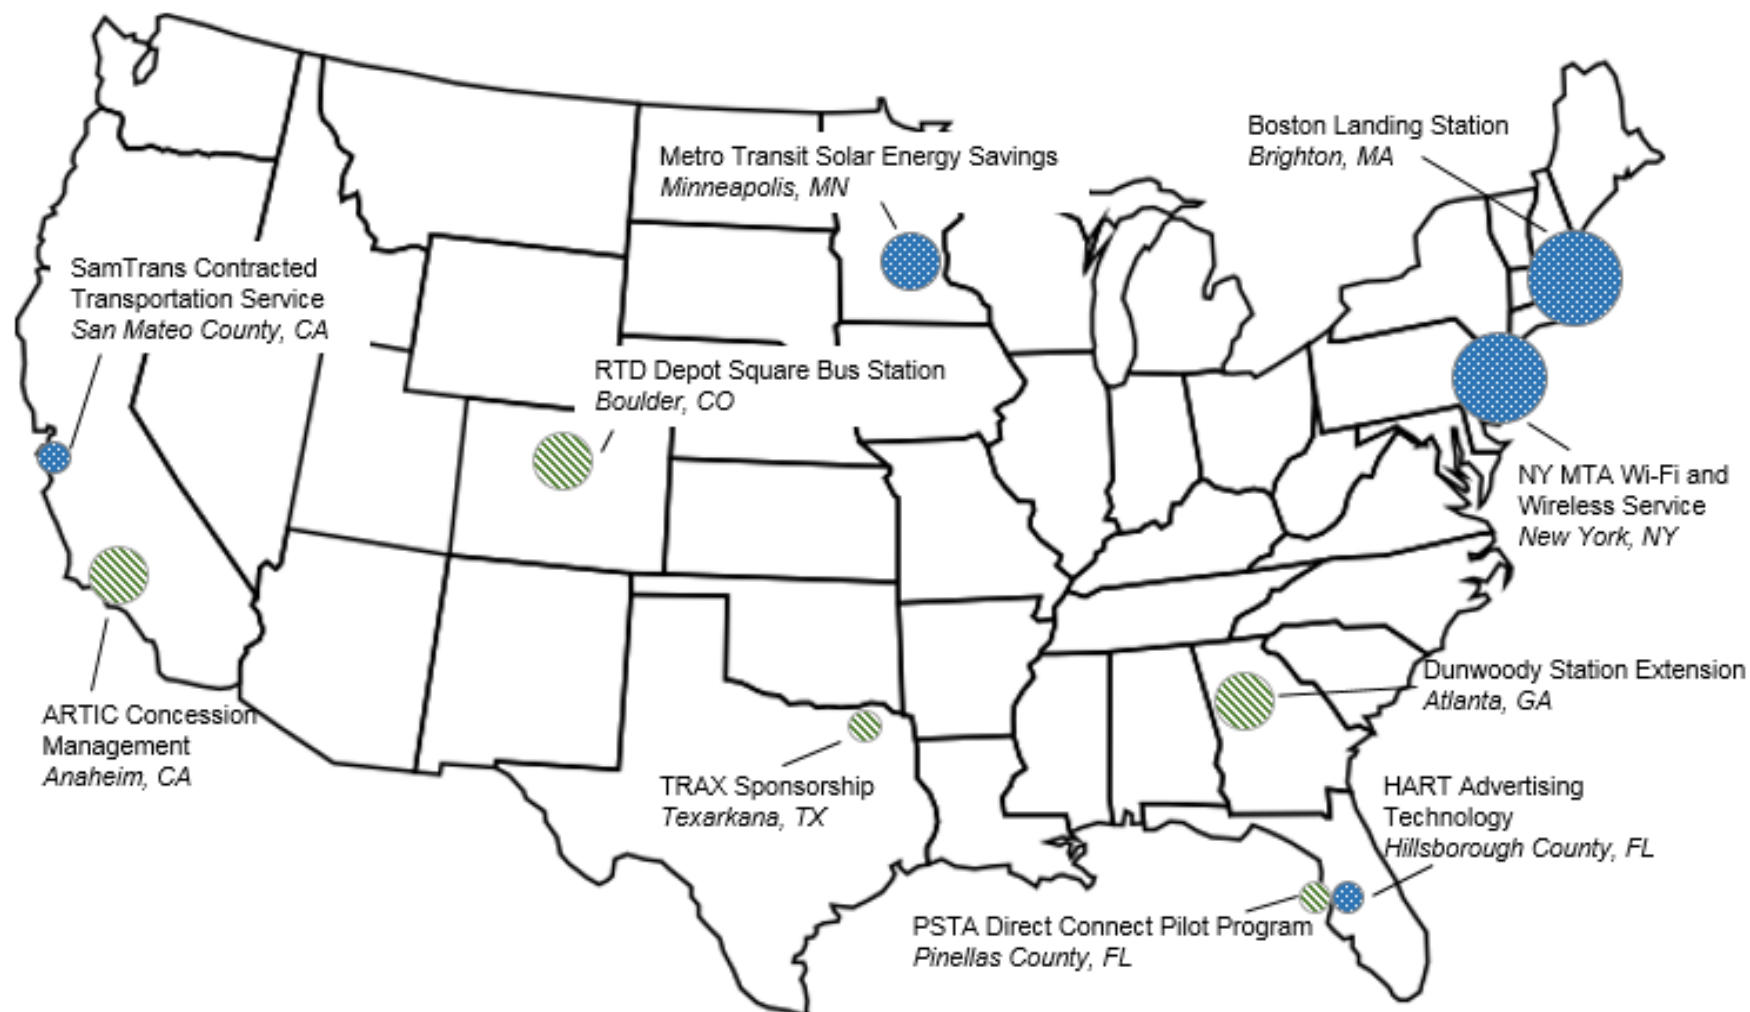 Boston Landing Station
Brighton, MA
Metro Transit Solar Energy Savings
Minneapolis, MN
SamTrans Contracted
Transportation Service
San Mateo County, CA
RTD Depot Square Bus Station
Boulder, CO
NY MTA Wi-Fi and
Wireless Service
New York, NY
Dunwoody Station Extension
Atlanta, GA
ARTIC Concession
Management
Anaheim, CA
TRAX Sponsorship
Texarkana, TX
HART Advertising
Technology
Hillsborough County, FL
PSTA Direct Connect Pilot Program
Pinellas County, FL